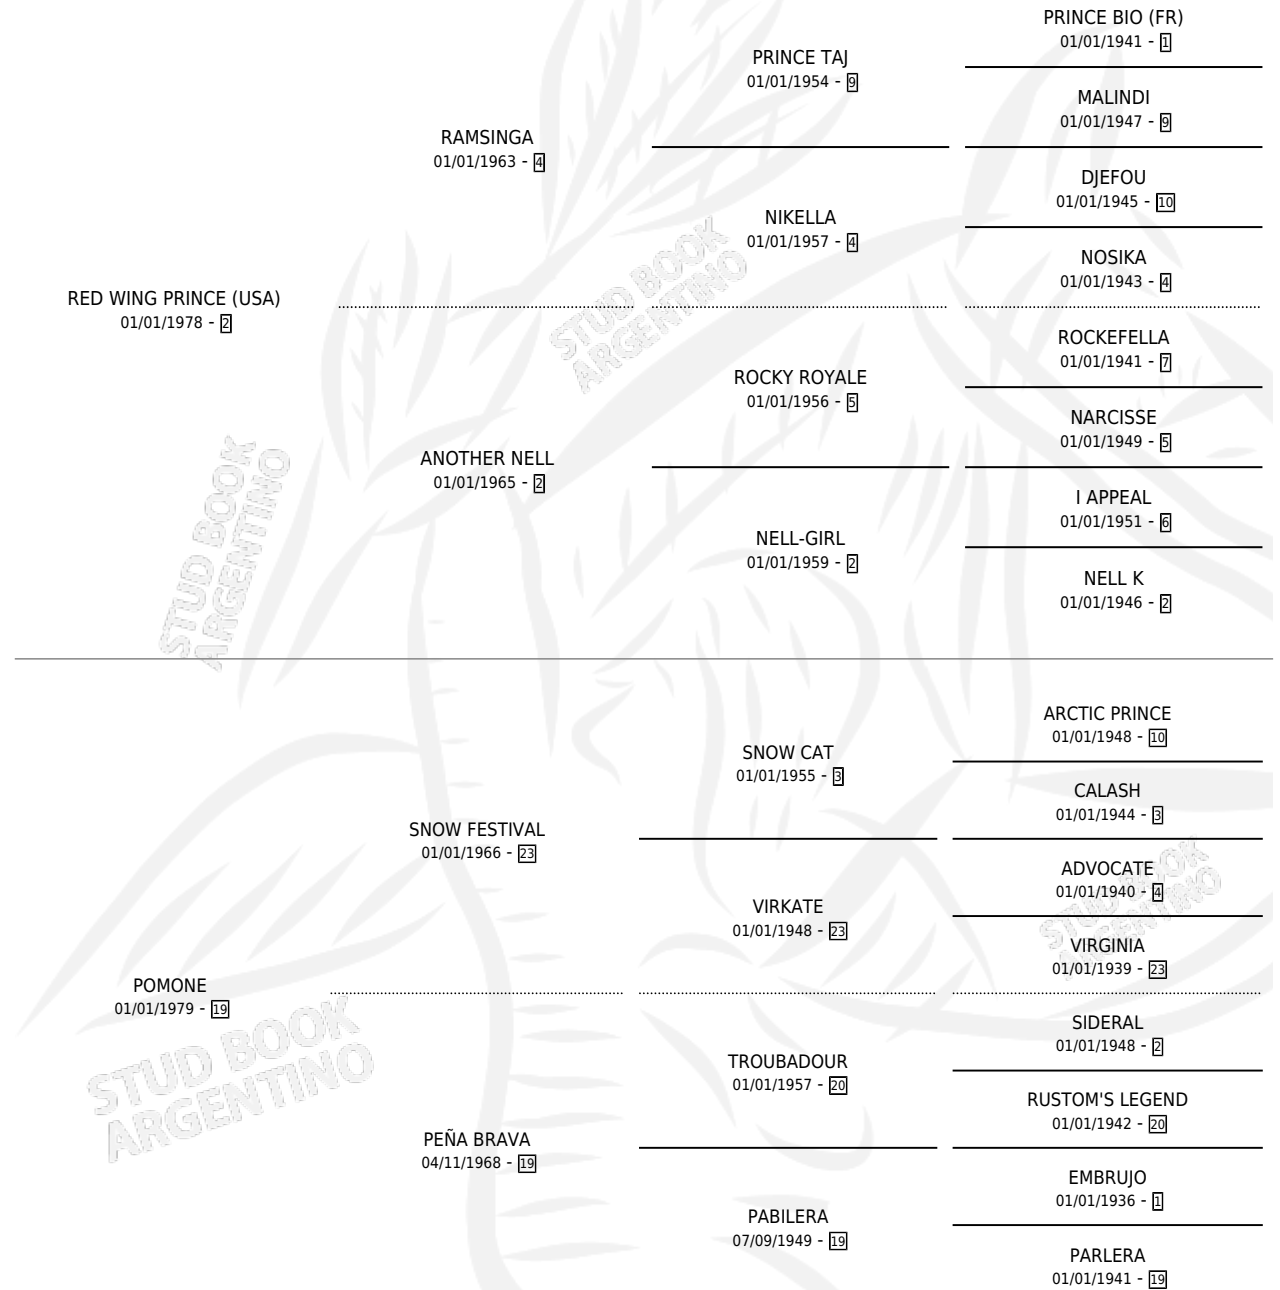 PRINCE BIO (FR)
01/01/1941 - 1
PRINCE TAJ
01/01/1954 - 9
MALINDI
01/01/1947 - 9
RAMSINGA
01/01/1963 - 4
DJEFOU
01/01/1945 - 10
NIKELLA
01/01/1957 - 4
NOSIKA
01/01/1943 - 4
RED WING PRINCE (USA)
01/01/1978 - 2
ROCKEFELLA
01/01/1941 - 7
ROCKY ROYALE
01/01/1956 - 5
NARCISSE
01/01/1949 - 5
ANOTHER NELL
01/01/1965 - 2
I APPEAL
01/01/1951 - 6
NELL-GIRL
01/01/1959 - 2
NELL K
01/01/1946 - 2
STUD BOOK
ARGENTINO
STUD BOOK
ARGENTINO
ARCTIC PRINCE
01/01/1948 - 10
SNOW CAT
01/01/1955 - 3
CALASH
01/01/1944 - 3
SNOW FESTIVAL
01/01/1966 - 23
ADVOCATE
01/01/1940 - 4
VIRKATE
01/01/1948 - 23
VIRGINIA
01/01/1939 - 23
POMONE
01/01/1979 - 19
SIDERAL
01/01/1948 - 2
TROUBADOUR
01/01/1957 - 20
RUSTOM'S LEGEND
01/01/1942 - 20
PEÑA BRAVA
04/11/1968 - 19
EMBRUJO
01/01/1936 - 1
PABILERA
07/09/1949 - 19
PARLERA
01/01/1941 - 19
STUD BOOK
ARGENTINO
STUD BOOK
ARGENTINO